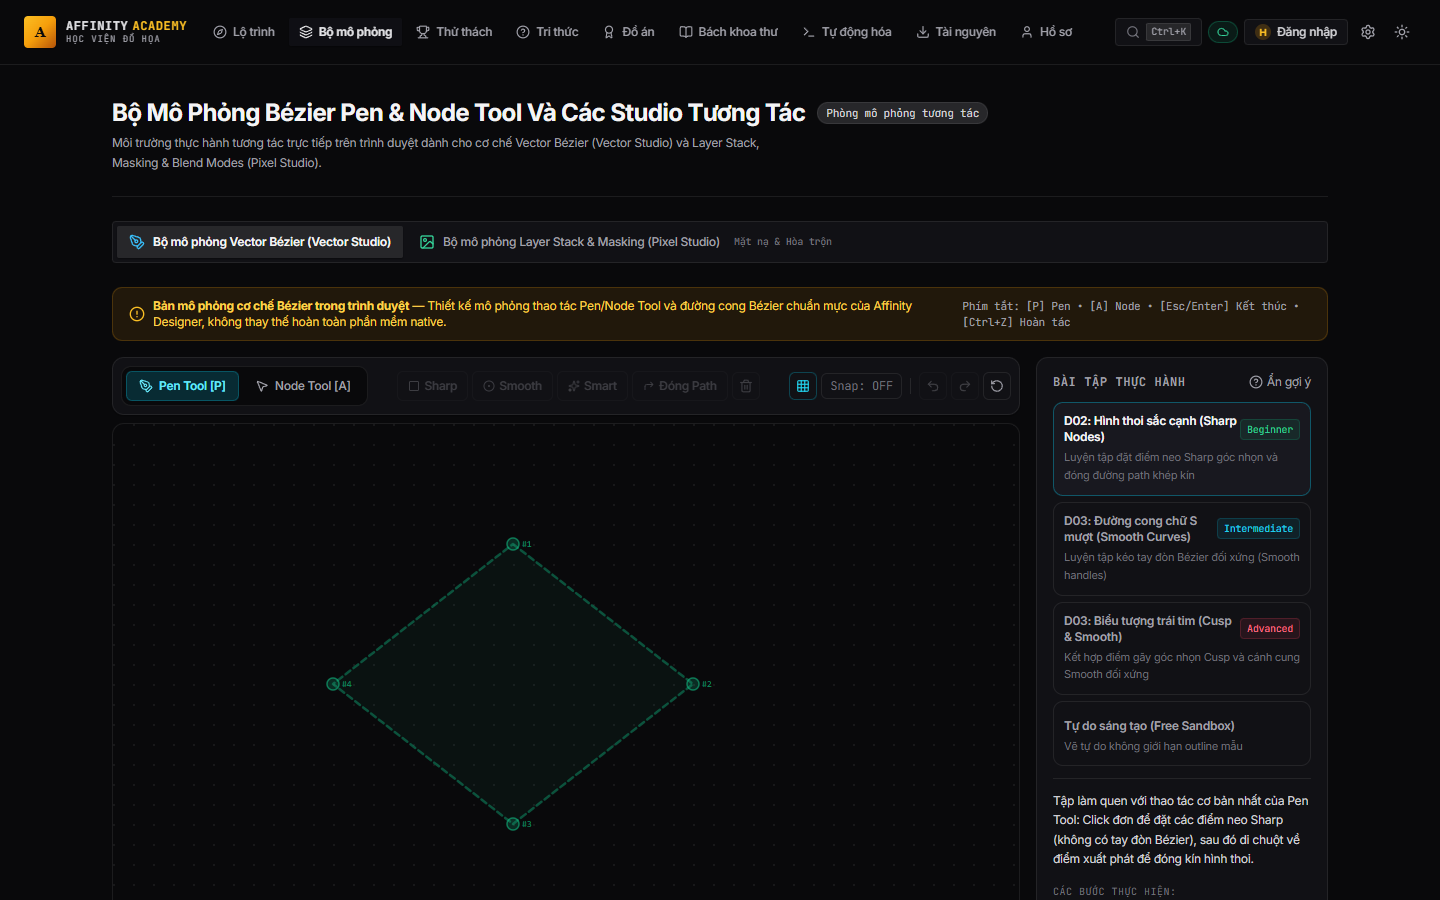 A
AFFINITY ACADEMY
HỌC VIỆN ĐỒ HỌA
Lộ trình
Bộ mô phỏng
Thử thách
Tri thức
Đồ án
Bách khoa thư
Tự động hóa
Tài nguyên
Hồ sơ
Ctrl+K
H
Đăng nhập
Bộ Mô Phỏng Bézier Pen & Node Tool Và Các Studio Tương Tác
Phòng mô phỏng tương tác
Môi trường thực hành tương tác trực tiếp trên trình duyệt dành cho cơ chế Vector Bézier (Vector Studio) và Layer Stack,
Masking & Blend Modes (Pixel Studio).
Bộ mô phỏng Vector Bézier (Vector Studio)
Bộ mô phỏng Layer Stack & Masking (Pixel Studio)
Mặt nạ & Hòa trộn
Bản mô phỏng cơ chế Bézier trong trình duyệt — Thiết kế mô phỏng thao tác Pen/Node Tool và đường cong Bézier chuẩn mực của Affinity
Designer, không thay thế hoàn toàn phần mềm native.
Phím tắt: [P] Pen • [A] Node • [Esc/Enter] Kết thúc •
[Ctrl+Z] Hoàn tác
Pen Tool [P]
Node Tool [A]
Sharp
Smooth
Smart
Đóng Path
Snap: OFF
#1
#2
#3
#4
BÀI TẬP THỰC HÀNH
Ẩn gợi ý
D02: Hình thoi sắc cạnh (Sharp
Nodes)
Beginner
Luyện tập đặt điểm neo Sharp góc nhọn và
đóng đường path khép kín
D03: Đường cong chữ S
mượt (Smooth Curves)
Intermediate
Luyện tập kéo tay đòn Bézier đối xứng (Smooth
handles)
D03: Biểu tượng trái tim (Cusp
& Smooth)
Advanced
Kết hợp điểm gãy góc nhọn Cusp và cánh cung
Smooth đối xứng
Tự do sáng tạo (Free Sandbox)
Vẽ tự do không giới hạn outline mẫu
Tập làm quen với thao tác cơ bản nhất của Pen
Tool: Click đơn để đặt các điểm neo Sharp
(không có tay đòn Bézier), sau đó di chuột về
điểm xuất phát để đóng kín hình thoi.
CÁC BƯỚC THỰC HIỆN: